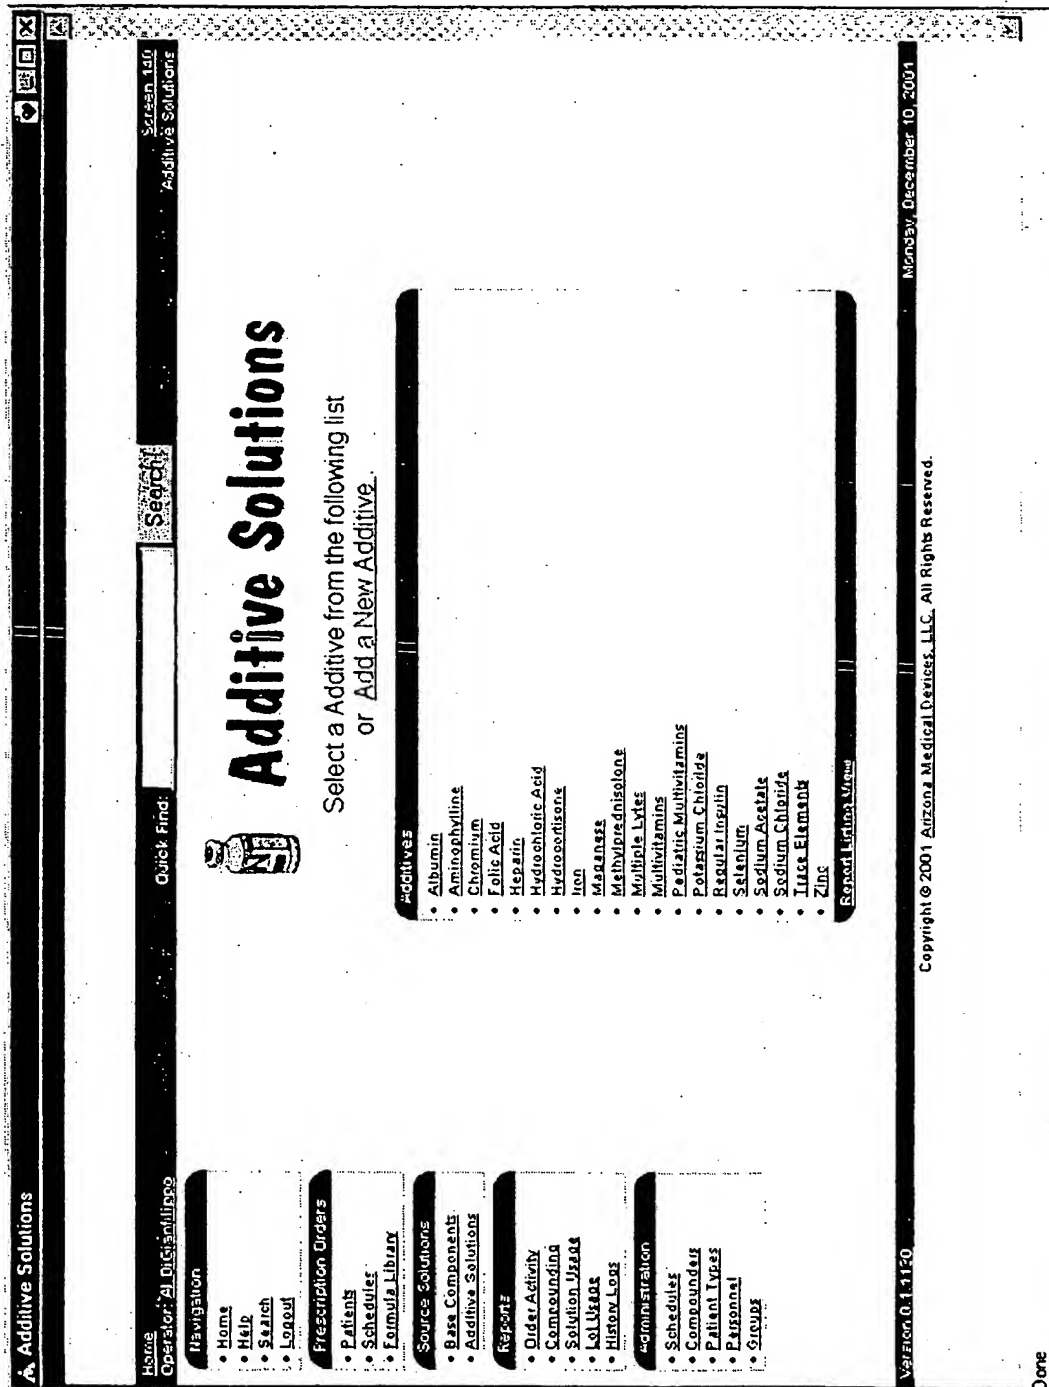 Additive Solutions
Home
Screen 140
Operator: Al DiGianfilippo
Quick Find:
Search!
Additive Solutions
Navigation
• Home
• Help
• Search
• Logout
Prescription Orders
• Patients
• Schedules
• Formula Library
Source Solutions
• Base Components
• Additive Solutions
Reports
• Order Activity
• Compounding
• Solution Usage
• Lot Usage
• History Logs
Administration
• Schedules
• Compounders
• Patient Types
• Personnel
• Groups
Additive Solutions
Select a Additive from the following list
or Add a New Additive.
Additives
• Albumin
• Aminophylline
• Chromium
• Folic Acid
• Heparin
• Hydrochloric Acid
• Hydrocortisone
• Iron
• Maganese
• Methylprednisolone
• Multiple Lytes
• Multivitamins
• Pediatric Multivitamins
• Potassium Chloride
• Regular Insulin
• Selenium
• Sodium Acetate
• Sodium Chloride
• Trace Elements
• Zinc
Report Listing View
Version 0.1.1120
Monday, December 10, 2001
Copyright © 2001 Arizona Medical Devices, LLC. All Rights Reserved.
Done